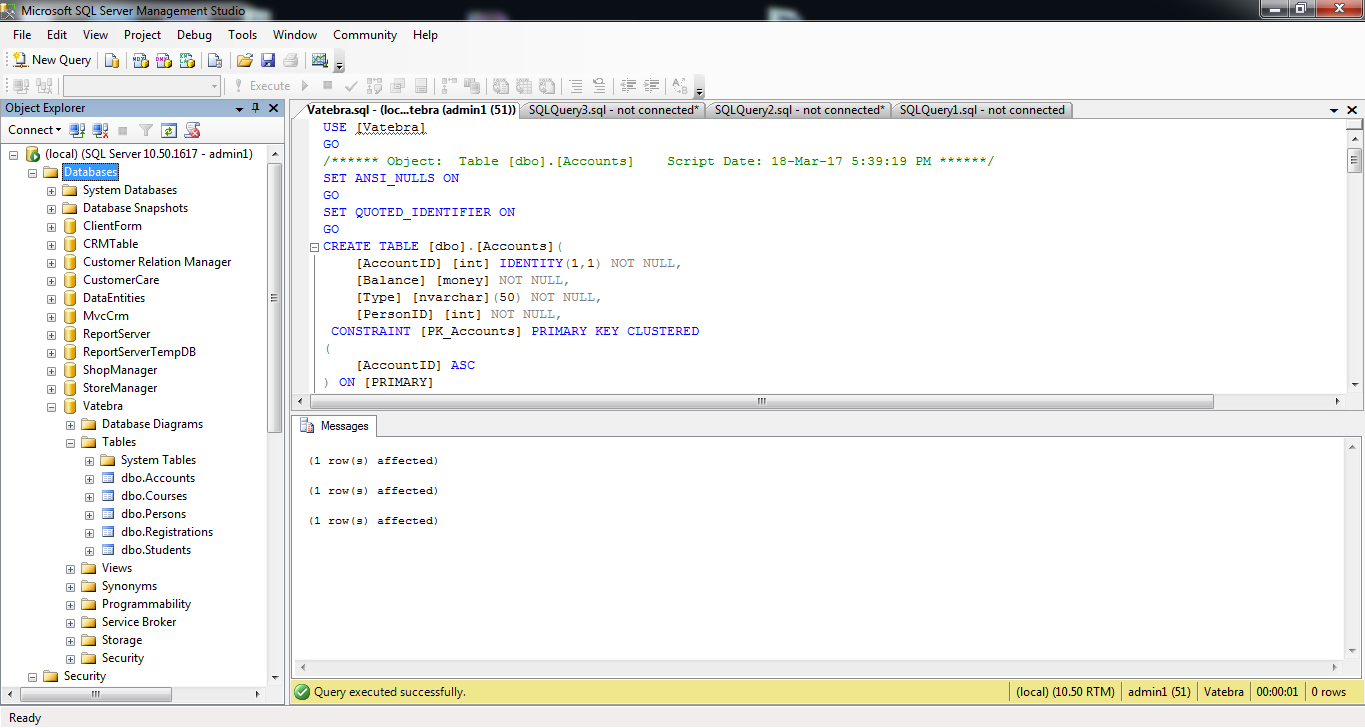 Microsoft SQL Server Management Studio
File Edit View Project Debug Tools Window Community Help
New Query
Execute
Object Explorer
Connect
(local) (SQL Server 10.50.1617 - admin1)
Databases
System Databases
Database Snapshots
ClientForm
CRMTable
Customer Relation Manager
CustomerCare
DataEntities
MvcCrm
ReportServer
ReportServerTempDB
ShopManager
StoreManager
Vatebra
Database Diagrams
Tables
System Tables
dbo.Accounts
dbo.Courses
dbo.Persons
dbo.Registrations
dbo.Students
Views
Synonyms
Programmability
Service Broker
Storage
Security
Security
Vatebra.sql - (loc...tebra (admin1 (51)) SQLQuery3.sql - not connected* SQLQuery2.sql - not connected* SQLQuery1.sql - not connected
USE [Vatebra]
GO
/****** Object:  Table [dbo].[Accounts]    Script Date: 18-Mar-17 5:39:19 PM ******/
SET ANSI_NULLS ON
GO
SET QUOTED_IDENTIFIER ON
GO
CREATE TABLE [dbo].[Accounts](
[AccountID] [int] IDENTITY(1,1) NOT NULL,
[Balance] [money] NOT NULL,
[Type] [nvarchar](50) NOT NULL,
[PersonID] [int] NOT NULL,
CONSTRAINT [PK_Accounts] PRIMARY KEY CLUSTERED
(
[AccountID] ASC
) ON [PRIMARY]
Messages
(1 row(s) affected)
(1 row(s) affected)
(1 row(s) affected)
Query executed successfully. (local) (10.50 RTM) admin1 (51) Vatebra 00:00:01 0 rows
Ready